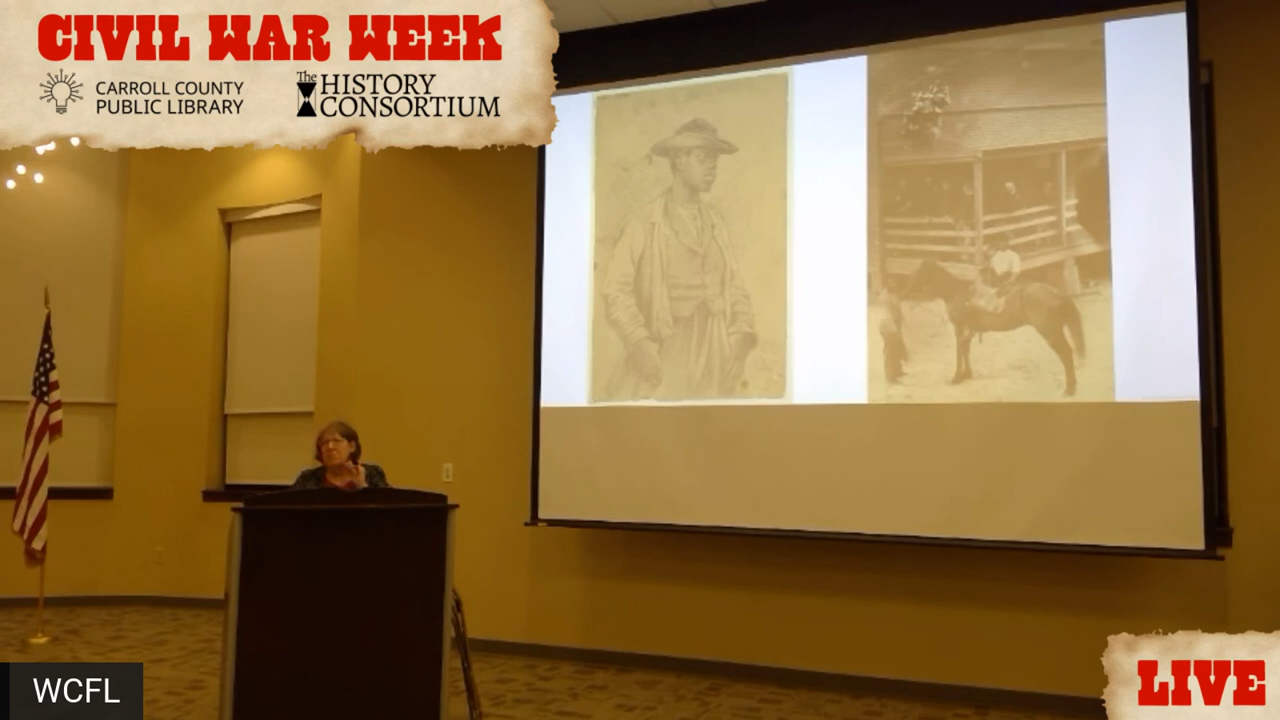 CIVIL WAR WEEK
CARROLL COUNTY
PUBLIC LIBRARY
The HISTORY
CONSORTIUM
WCFL
LIVE